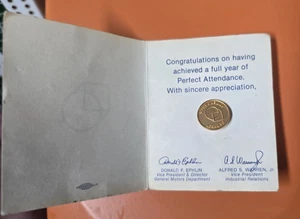 Congratulations on having
achieved a full year of
Perfect Attendance.
With sincere appreciation,
DONALD F. EPHLIN
Vice President & Director
General Motors Department
ALFRED S. WARREN, Jr.
Vice President
Industrial Relations